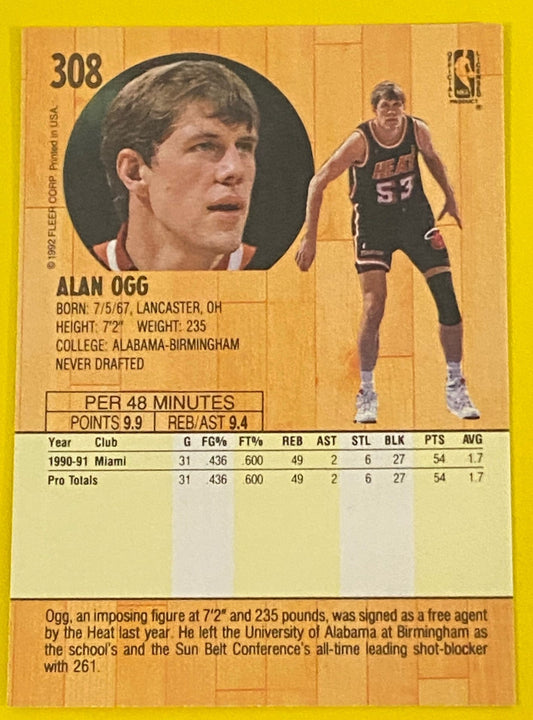 308
© 1992 FLEER CORP. Printed in USA.
OFFICIAL LICENSED
NBA
PRODUCT ®
HEAT
53
ALAN OGG
BORN: 7/5/67, LANCASTER, OH
HEIGHT: 7'2" WEIGHT: 235
COLLEGE: ALABAMA-BIRMINGHAM
NEVER DRAFTED
PER 48 MINUTES
POINTS 9.9 REB/AST 9.4
Year Club G FG% FT% REB AST STL BLK PTS AVG
1990-91 Miami 31 .436 .600 49 2 6 27 54 1.7
Pro Totals 31 .436 .600 49 2 6 27 54 1.7
Ogg, an imposing figure at 7'2" and 235 pounds, was signed as a free agent
by the Heat last year. He left the University of Alabama at Birmingham as
the school's and the Sun Belt Conference's all-time leading shot-blocker
with 261.